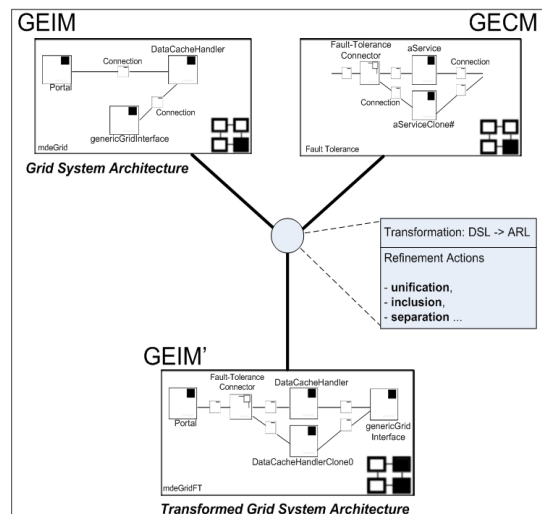 GEIM
GECM
DataCacheHandler
Connection
Portal
Connection
genericGridInterface
mdeGrid
Grid System Architecture
Fault-Tolerance
Connector
aService
Connection
Connection
aServiceClone#
Fault Tolerance
Transformation: DSL -> ARL
Refinement Actions
- unification,
- inclusion,
- separation ...
GEIM'
Fault-Tolerance
Connector
DataCacheHandler
Portal
genericGrid
Interface
DataCacheHandlerClone0
mdeGridFT
Transformed Grid System Architecture